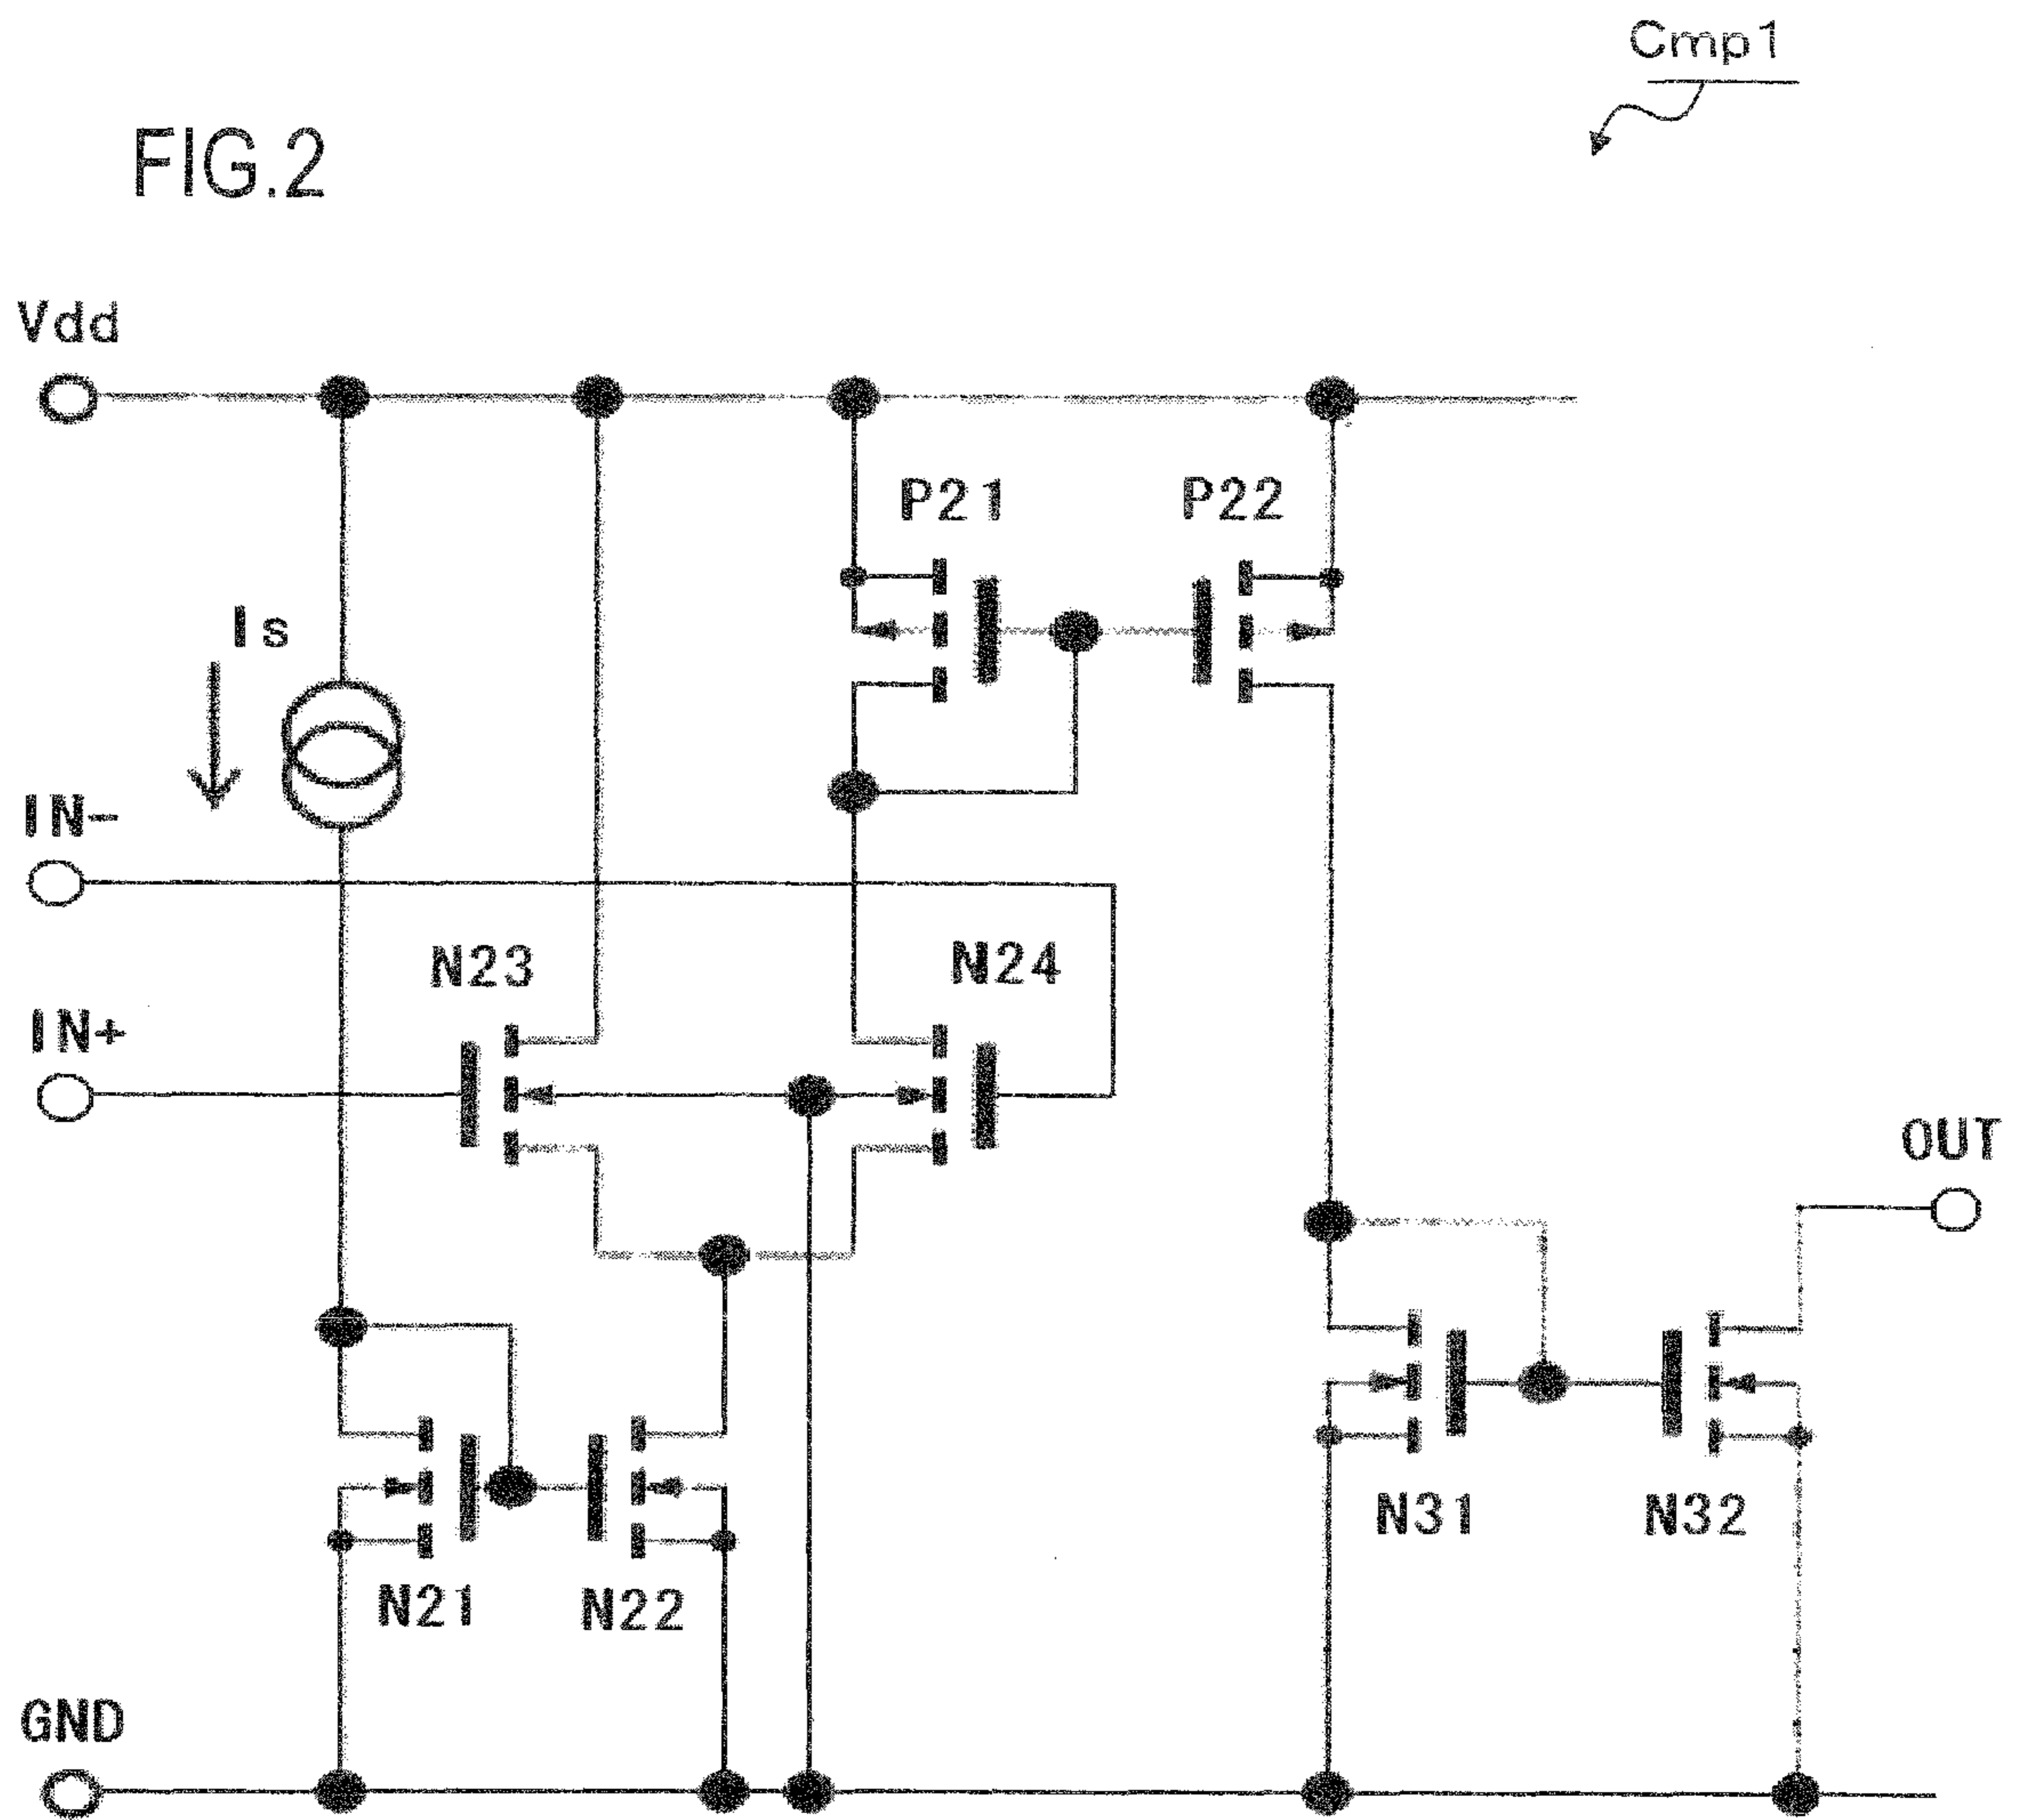 Cmp1
FIG.2
Vdd
P21
P22
Is
IN-
N23
N24
IN+
OUT
N31
N32
N21
N22
GND